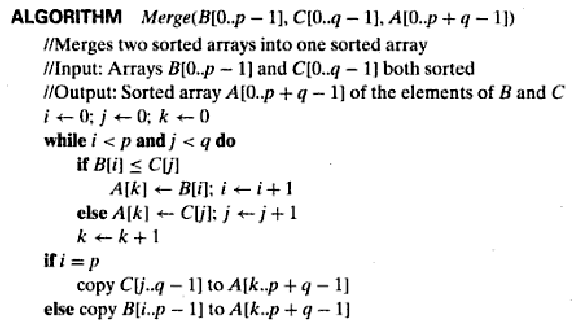 ALGORITHM Merge(B[0..p − 1], C[0..q − 1], A[0..p + q − 1])
//Merges two sorted arrays into one sorted array
//Input: Arrays B[0..p − 1] and C[0..q − 1] both sorted
//Output: Sorted array A[0..p + q − 1] of the elements of B and C
i ← 0; j ← 0; k ← 0
while i < p and j < q do
if B[i] ≤ C[j]
A[k] ← B[i]; i ← i + 1
else A[k] ← C[j]; j ← j + 1
k ← k + 1
if i = p
copy C[j..q − 1] to A[k..p + q − 1]
else copy B[i..p − 1] to A[k..p + q − 1]